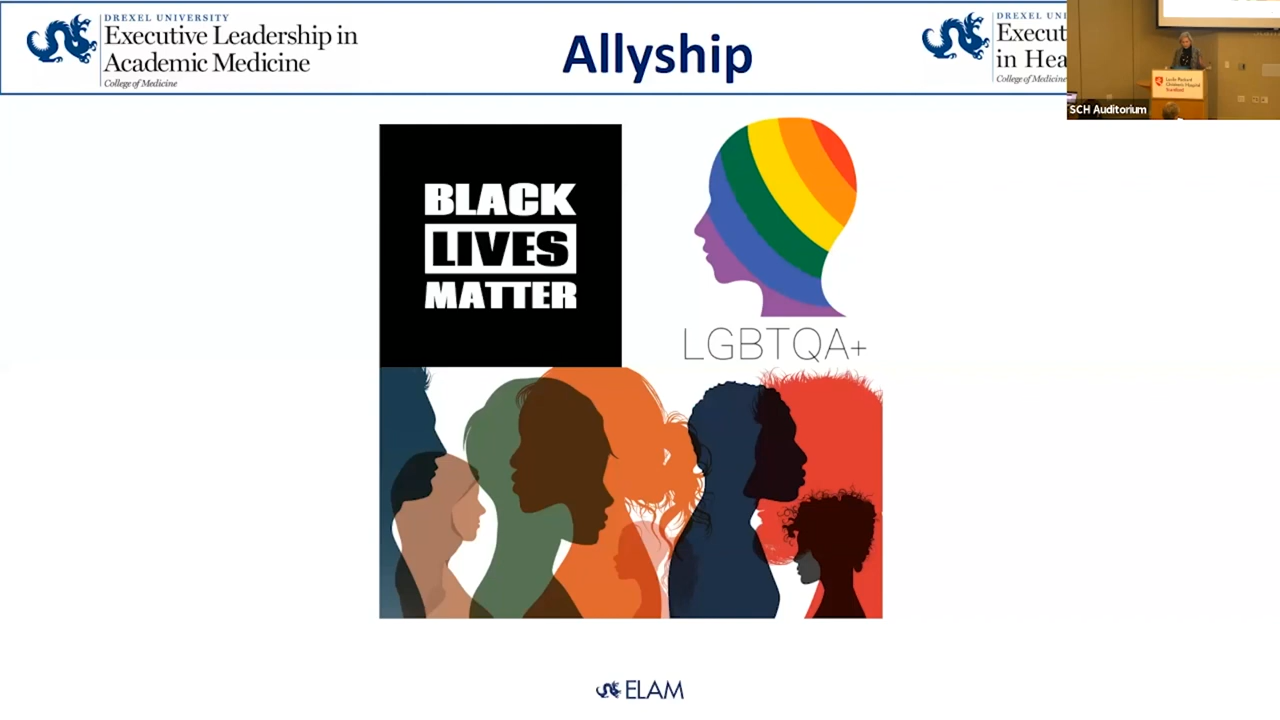 DREXEL UNIVERSITY
Executive Leadership in
Academic Medicine
College of Medicine
Allyship
DREXEL UNI
Execut
in Hea
College of Medicine
SCH Auditorium
BLACK
LIVES
MATTER
LGBTQA+
ELAM